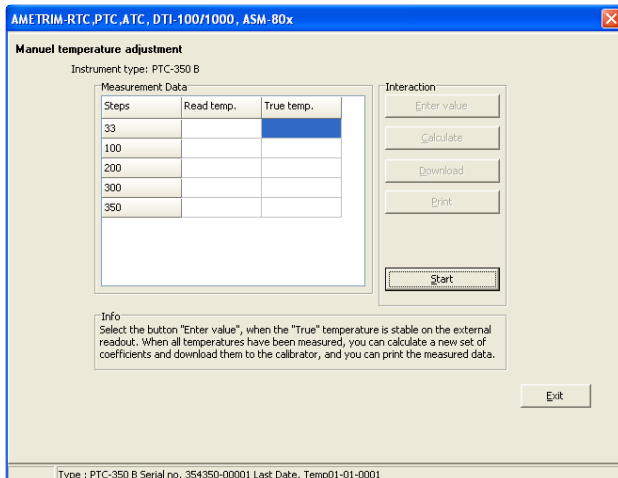 AMETRIM-RTC,PTC,ATC, DTI-100/1000, ASM-80x
Manuel temperature adjustment
Instrument type: PTC-350 B
Measurement Data
Steps Read temp. True temp.
33
100
200
300
350
Interaction
Enter value
Calculate
Download
Print
Start
Info
Select the button "Enter value", when the "True" temperature is stable on the external
readout. When all temperatures have been measured, you can calculate a new set of
coefficients and download them to the calibrator, and you can print the measured data.
Exit
Type : PTC-350 B Serial no. 354350-00001 Last Date. Temp01-01-0001